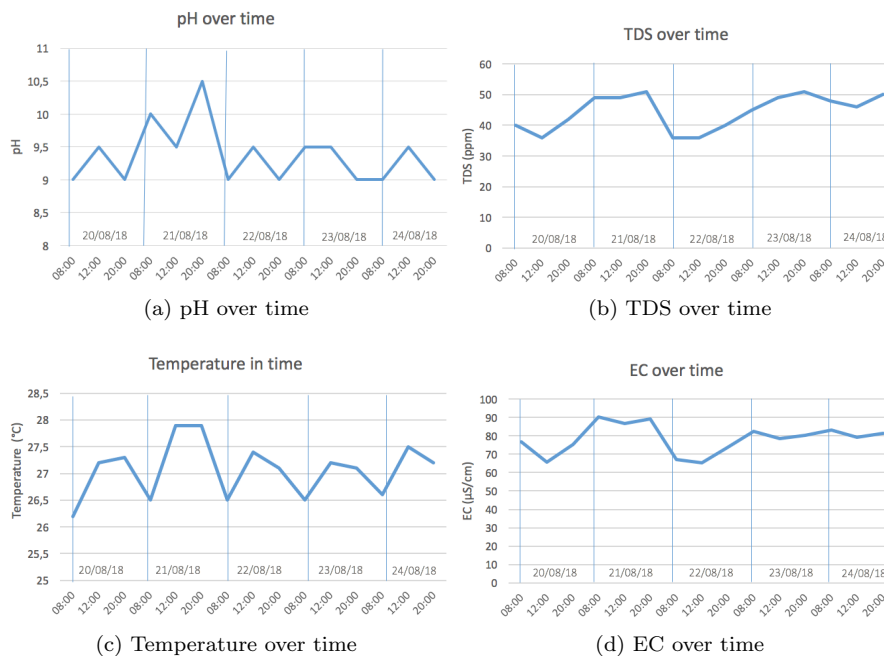 pH over time
11
10,5
10
9,5
9
8,5
8
pH
20/08/18 21/08/18 22/08/18 23/08/18 24/08/18
08:00 12:00 20:00 08:00 12:00 20:00 08:00 12:00 20:00 08:00 12:00 20:00 08:00 12:00 20:00
(a) pH over time
TDS over time
60
50
40
30
20
10
0
TDS (ppm)
20/08/18 21/08/18 22/08/18 23/08/18 24/08/18
08:00 12:00 20:00 08:00 12:00 20:00 08:00 12:00 20:00 08:00 12:00 20:00 08:00 12:00 20:00
(b) TDS over time
Temperature in time
28,5
28
27,5
27
26,5
26
25,5
25
Temperature (°C)
20/08/18 21/08/18 22/08/18 23/08/18 24/08/18
08:00 12:00 20:00 08:00 12:00 20:00 08:00 12:00 20:00 08:00 12:00 20:00 08:00 12:00 20:00
(c) Temperature over time
EC over time
100
90
80
70
60
50
40
30
20
10
0
EC (µS/cm)
20/08/18 21/08/18 22/08/18 23/08/18 24/08/18
08:00 12:00 20:00 08:00 12:00 20:00 08:00 12:00 20:00 08:00 12:00 20:00 08:00 12:00 20:00
(d) EC over time